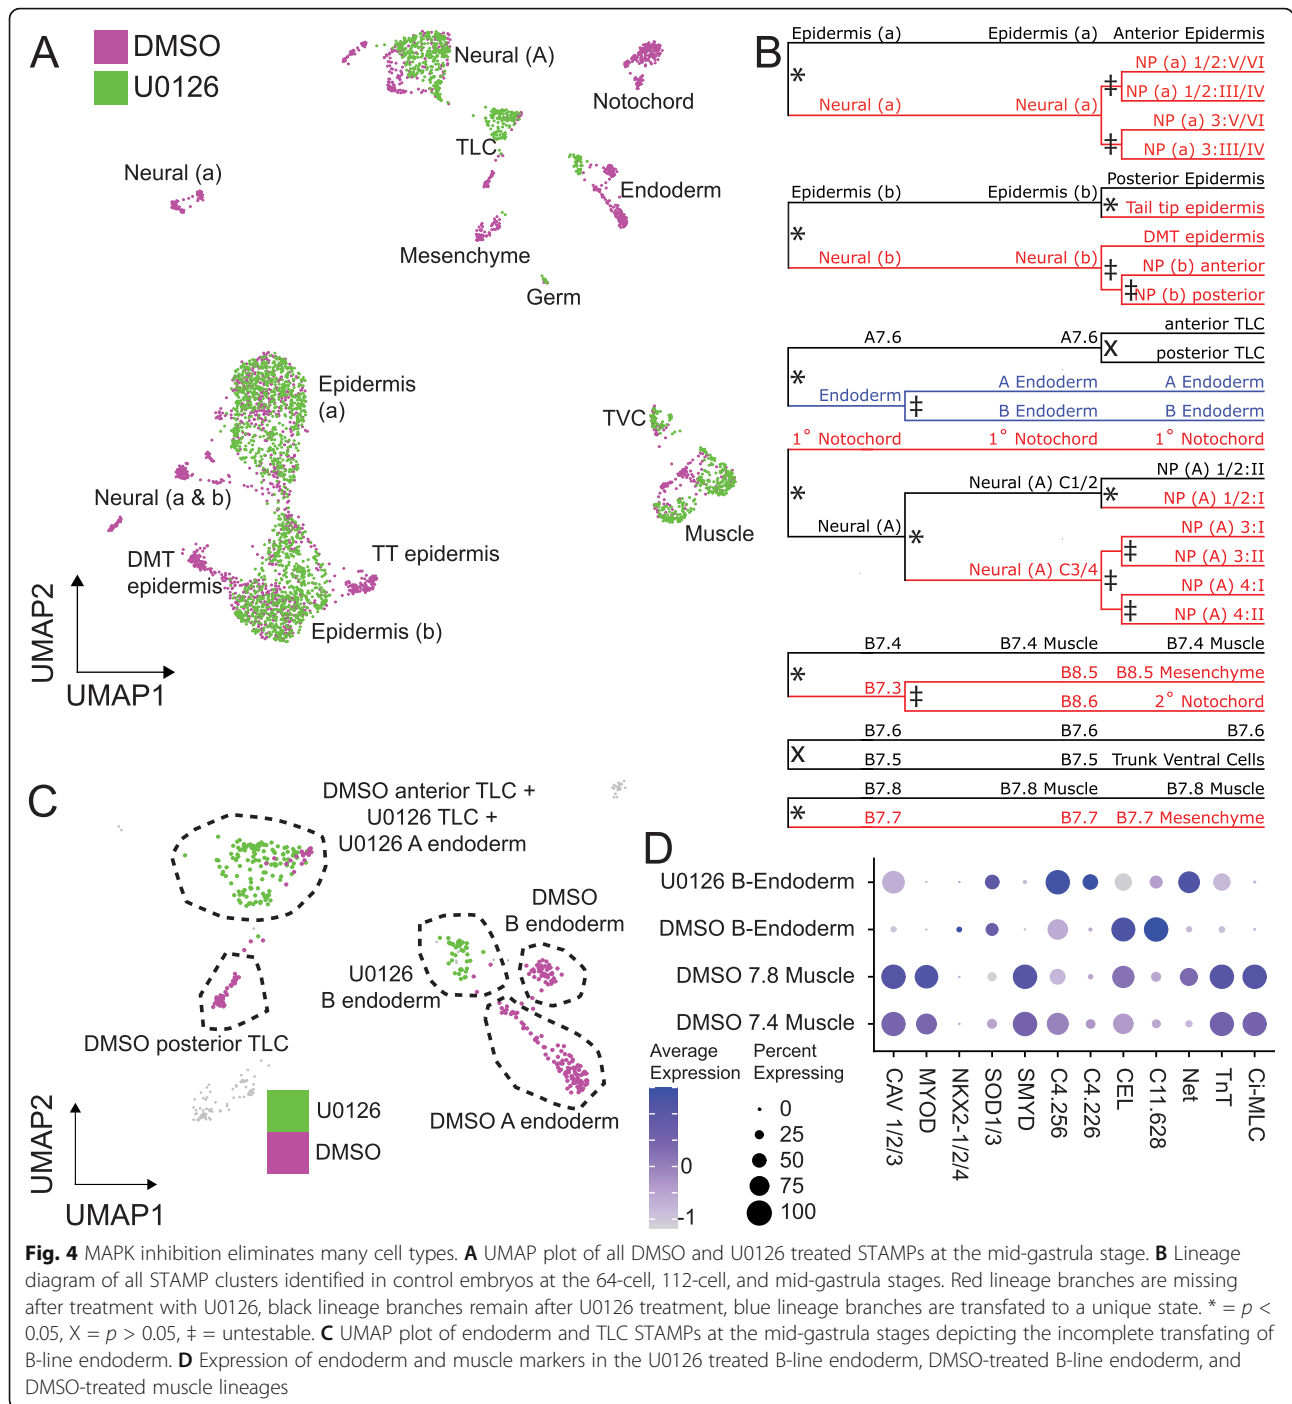 A
DMSO
U0126
Neural (A)
Notochord
TLC
Neural (a)
Endoderm
Mesenchyme
Germ
Epidermis
(a)
TVC
Neural (a & b)
Muscle
DMT
epidermis
TT epidermis
Epidermis (b)
UMAP2
UMAP1
B
Epidermis (a) Epidermis (a) Anterior Epidermis
*
NP (a) 1/2:V/VI
‡
NP (a) 1/2:III/IV
Neural (a) Neural (a)
NP (a) 3:V/VI
‡
NP (a) 3:III/IV
Posterior Epidermis
Epidermis (b) Epidermis (b)
*
Tail tip epidermis
*
DMT epidermis
Neural (b) Neural (b)
‡
NP (b) anterior
‡
NP (b) posterior
anterior TLC
A7.6 A7.6
X
posterior TLC
*
A Endoderm A Endoderm
Endoderm
‡
B Endoderm B Endoderm
1° Notochord 1° Notochord 1° Notochord
NP (A) 1/2:II
Neural (A) C1/2
*
*
NP (A) 1/2:I
Neural (A)
*
NP (A) 3:I
‡
NP (A) 3:II
Neural (A) C3/4
‡
NP (A) 4:I
‡
NP (A) 4:II
B7.4 B7.4 Muscle B7.4 Muscle
*
B8.5 B8.5 Mesenchyme
B7.3
‡
B8.6 2° Notochord
B7.6 B7.6 B7.6
X
B7.5 B7.5 Trunk Ventral Cells
B7.8 B7.8 Muscle B7.8 Muscle
*
B7.7 B7.7 B7.7 Mesenchyme
C
DMSO anterior TLC +
U0126 TLC +
U0126 A endoderm
DMSO
B endoderm
U0126
B endoderm
DMSO posterior TLC
DMSO A endoderm
U0126
DMSO
UMAP2
UMAP1
D
U0126 B-Endoderm
DMSO B-Endoderm
DMSO 7.8 Muscle
DMSO 7.4 Muscle
CAV 1/2/3
MYOD
NKX2-1/2/4
SOD1/3
SMYD
C4.256
C4.226
CEL
C11.628
Net
TnT
Ci-MLC
Average
Expression
0
-1
Percent
Expressing
0
25
50
75
100
Fig. 4 MAPK inhibition eliminates many cell types. A UMAP plot of all DMSO and U0126 treated STAMPs at the mid-gastrula stage. B Lineage
diagram of all STAMP clusters identified in control embryos at the 64-cell, 112-cell, and mid-gastrula stages. Red lineage branches are missing
after treatment with U0126, black lineage branches remain after U0126 treatment, blue lineage branches are transfated to a unique state. * = p <
0.05, X = p > 0.05, ‡ = untestable. C UMAP plot of endoderm and TLC STAMPs at the mid-gastrula stages depicting the incomplete transfating of
B-line endoderm. D Expression of endoderm and muscle markers in the U0126 treated B-line endoderm, DMSO-treated B-line endoderm, and
DMSO-treated muscle lineages